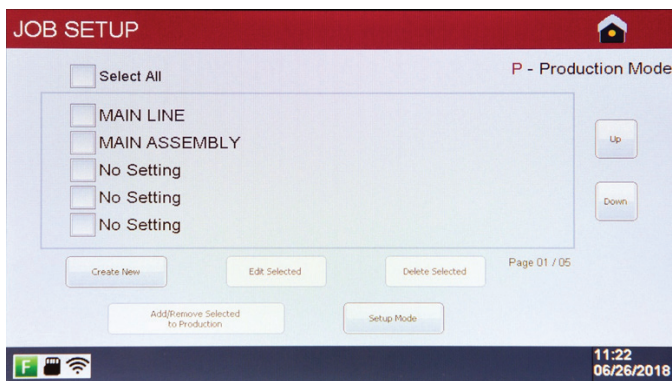 JOB SETUP
Select All
P - Production Mode
MAIN LINE
MAIN ASSEMBLY
No Setting
No Setting
No Setting
Up
Down
Create New
Edit Selected
Delete Selected
Page 01 / 05
Add/Remove Selected
to Production
Setup Mode
F
11:22
06/26/2018